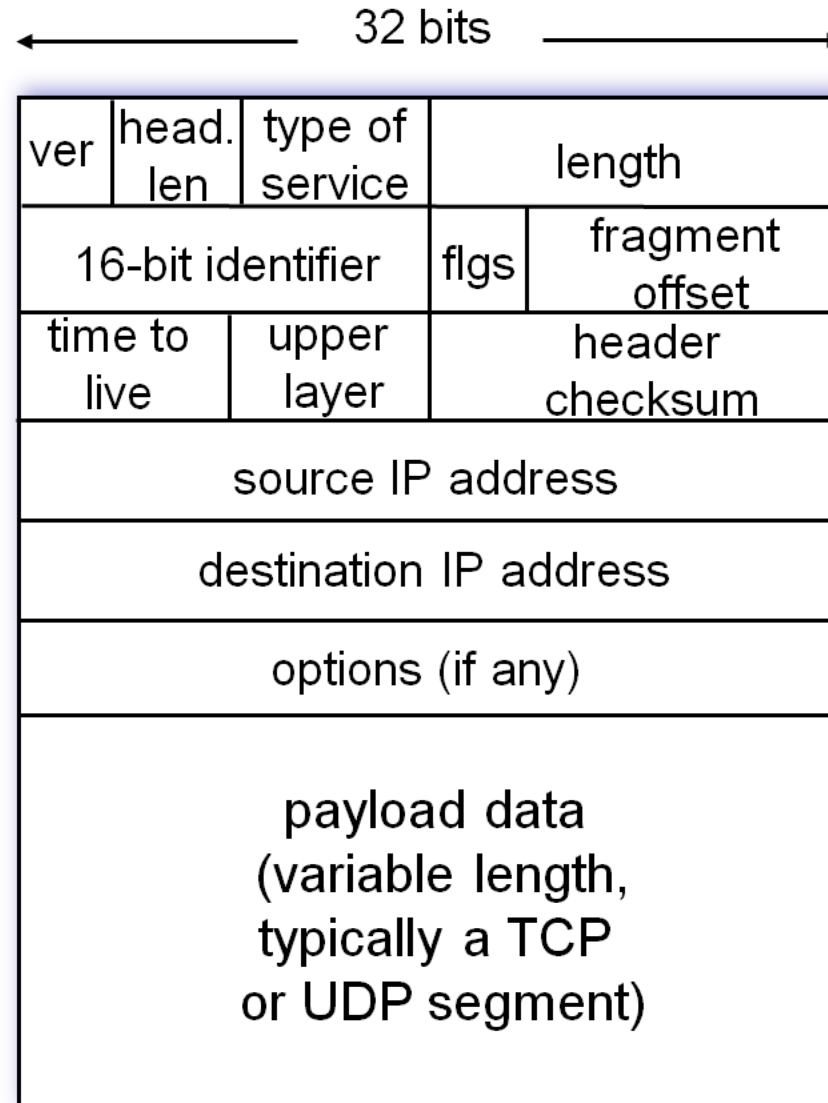 32 bits
ver
head.
len
type of
service
length
16-bit identifier
flgs
fragment
offset
time to
live
upper
layer
header
checksum
source IP address
destination IP address
options (if any)
payload data
(variable length,
typically a TCP
or UDP segment)